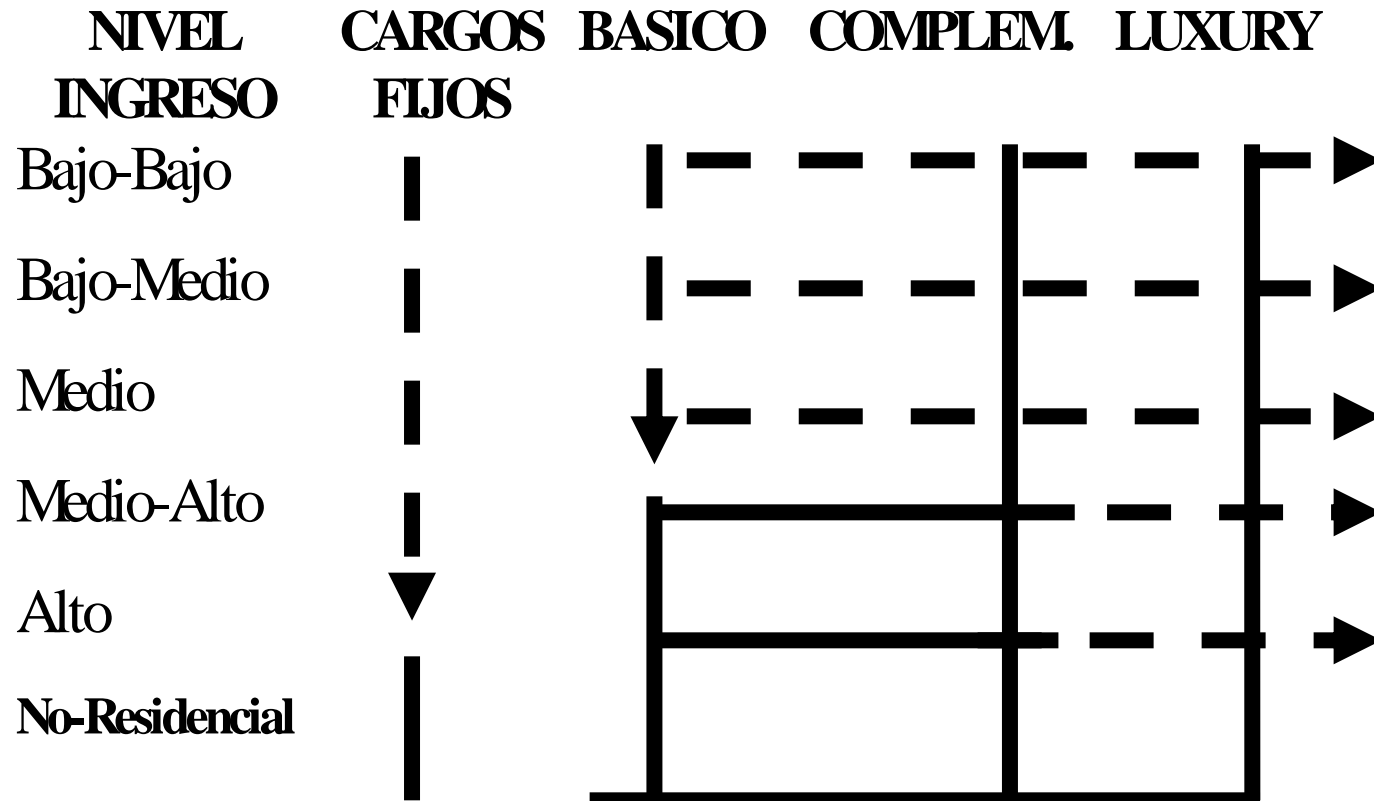 NIVEL CARGOS BASICO COMPLEM. LUXURY
INGRESO FIJOS
Bajo-Bajo
Bajo-Medio
Medio
Medio-Alto
Alto
No-Residencial